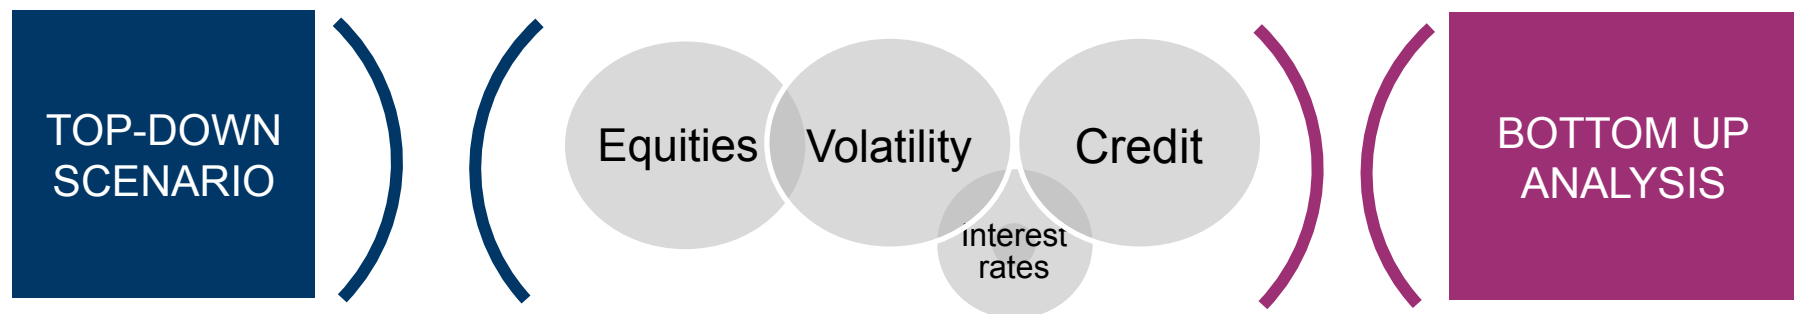 TOP-DOWN
SCENARIO
Equities
Volatility
Credit
interest
rates
BOTTOM UP
ANALYSIS